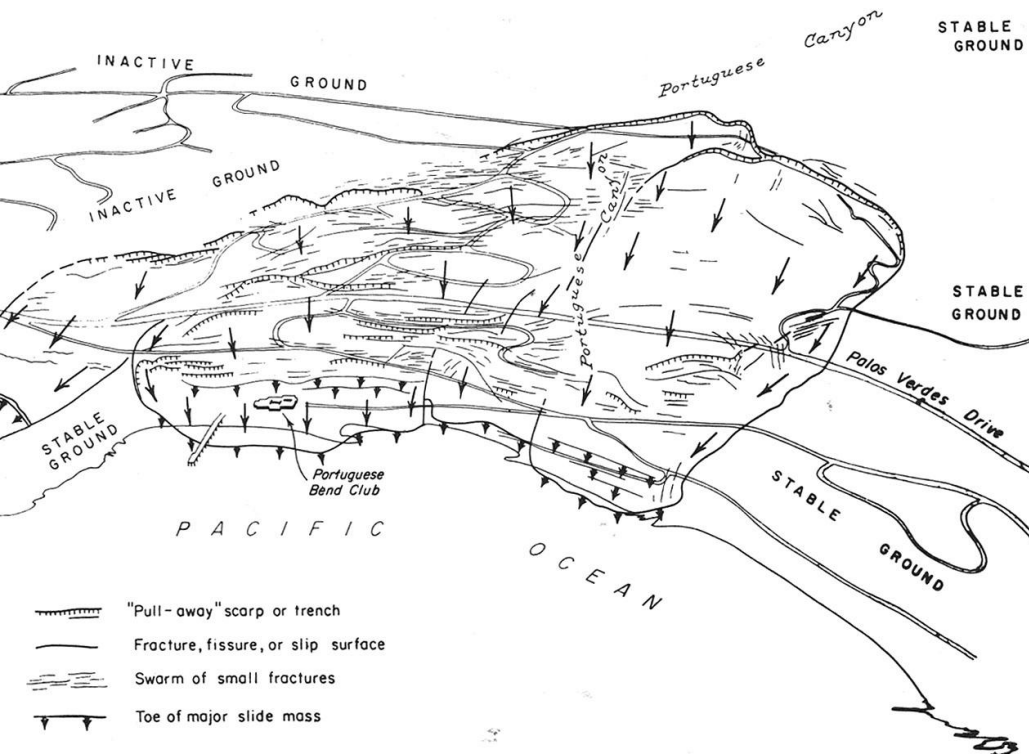 STABLE
GROUND
Portuguese Canyon
INACTIVE GROUND
INACTIVE GROUND
Portuguese Canyon
STABLE
GROUND
Palos Verdes Drive
STABLE
GROUND
Portuguese
Bend Club
STABLE
GROUND
PACIFIC
OCEAN
"Pull-away" scarp or trench
Fracture, fissure, or slip surface
Swarm of small fractures
Toe of major slide mass